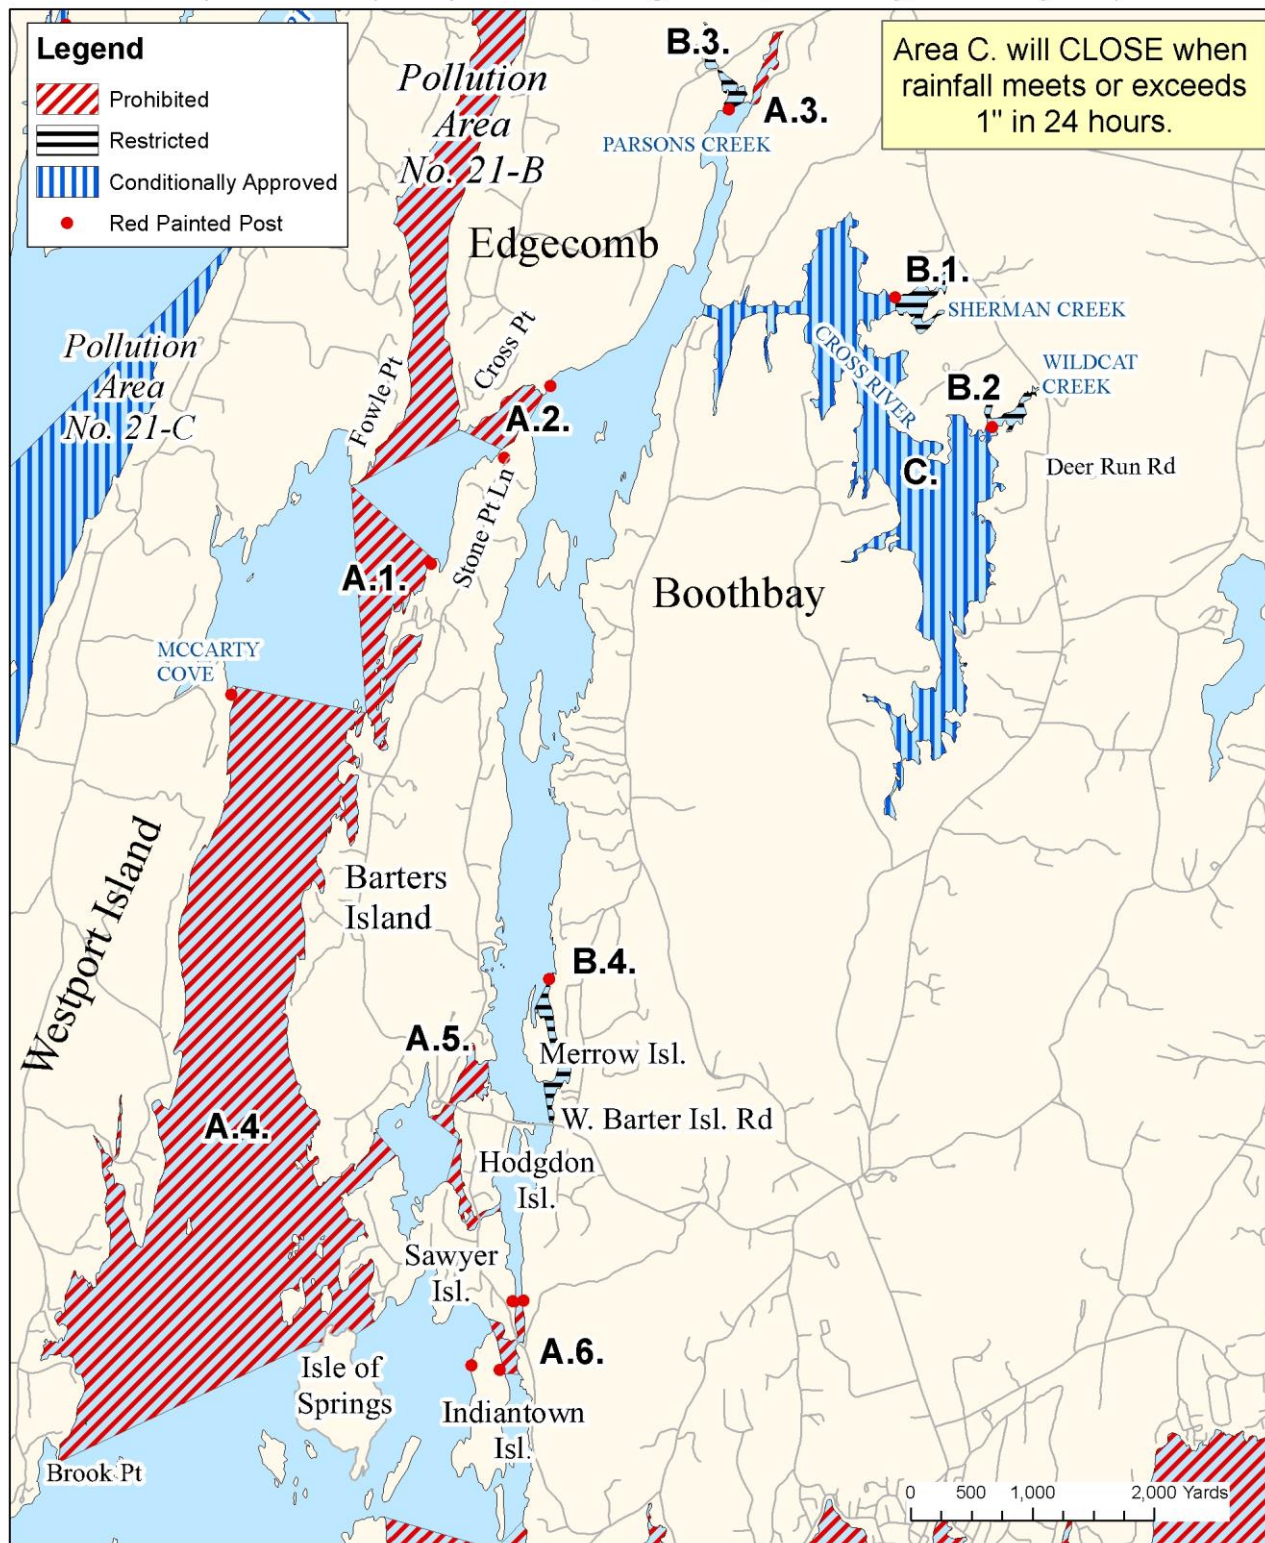 Legend
Prohibited
Restricted
Conditionally Approved
Red Painted Post
Pollution
Area
No. 21-B
B.3.
A.3.
PARSONS CREEK
Area C. will CLOSE when
rainfall meets or exceeds
1" in 24 hours.
Edgecomb
B.1.
SHERMAN CREEK
Pollution
Area
No. 21-C
Fowle Pt
Cross Pt
A.2.
CROSS RIVER
B.2
WILDCAT
CREEK
C.
Deer Run Rd
Stone Pt Ln
A.1.
Boothbay
MCCARTY
COVE
Westport Island
Barters
Island
B.4.
A.5.
Merrow Isl.
A.4.
W. Barter Isl. Rd
Hodgdon
Isl.
Sawyer
Isl.
A.6.
Isle of
Springs
Indiantown
Isl.
Brook Pt
0 500 1,000 2,000 Yards